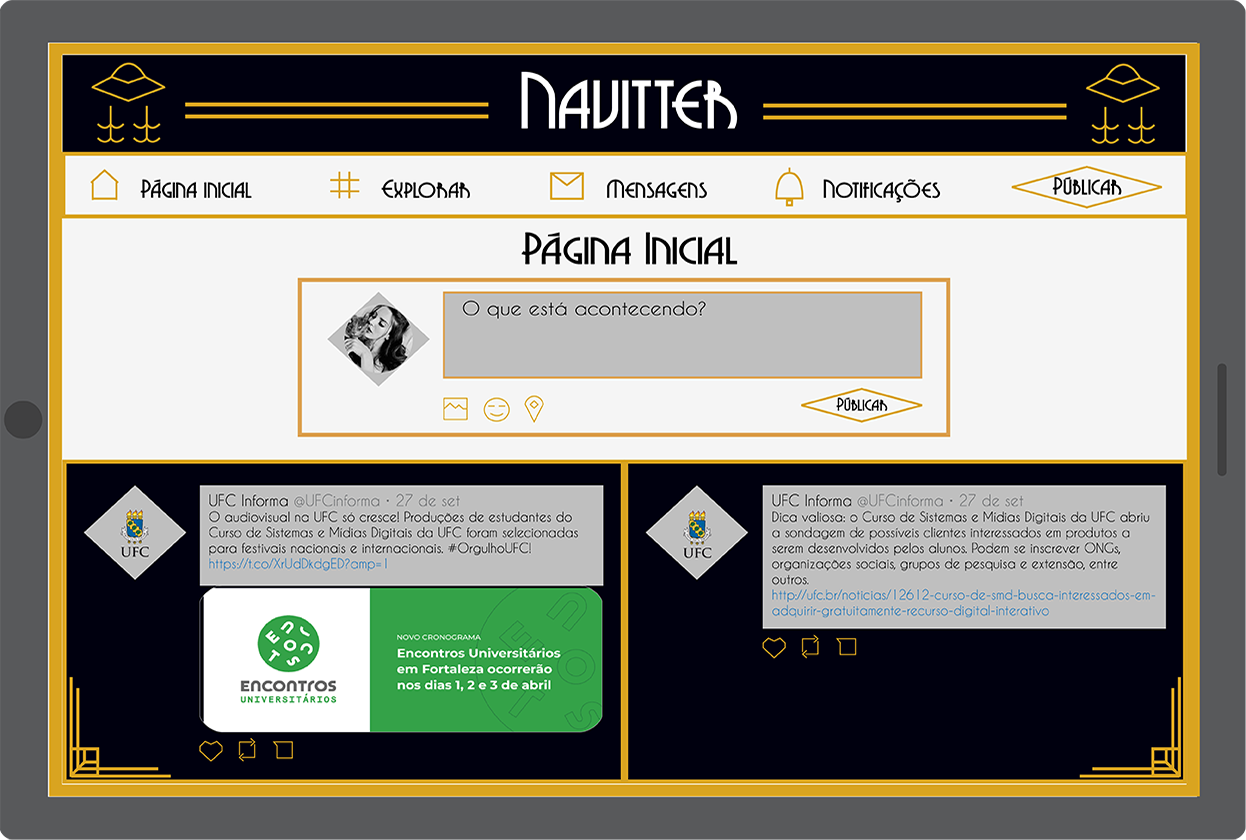 Navitter
Página inicial
Explorar
Mensagens
Notificações
Públicar
Página Inicial
O que está acontecendo?
Públicar
UFC Informa @UFCinforma · 27 de set
O audiovisual na UFC só cresce! Produções de estudantes do
Curso de Sistemas e Mídias Digitais da UFC foram selecionadas
para festivais nacionais e internacionais. #OrgulhoUFC!
https://t.co/XrUdDkdgED?amp=1
UFC
ENCONTROS
UNIVERSITÁRIOS
NOVO CRONOGRAMA
Encontros Universitários
em Fortaleza ocorrerão
nos dias 1, 2 e 3 de abril
UFC Informa @UFCinforma · 27 de set
Dica valiosa: o Curso de Sistemas e Mídias Digitais da UFC abriu
a sondagem de possíveis clientes interessados em produtos a
serem desenvolvidos pelos alunos. Podem se inscrever ONGs,
organizações sociais, grupos de pesquisa e extensão, entre
outros.
http://ufc.br/noticias/12612-curso-de-smd-busca-interessados-em-
adquirir-gratuitamente-recurso-digital-interativo
UFC